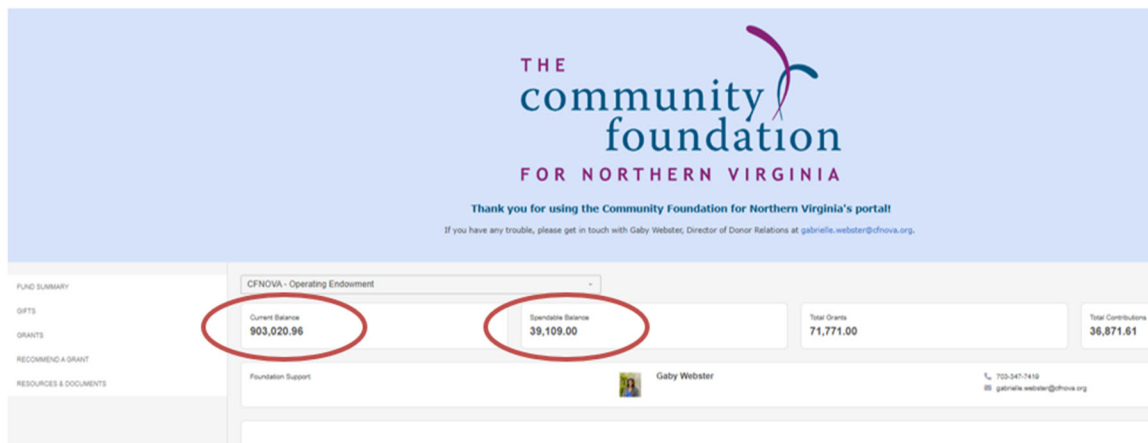 THE
community
foundation
FOR NORTHERN VIRGINIA
Thank you for using the Community Foundation for Northern Virginia's portal!
If you have any trouble, please get in touch with Gaby Webster, Director of Donor Relations at gabrielle.webster@cfnova.org.
FUND SUMMARY
GIFTS
GRANTS
RECOMMEND A GRANT
RESOURCES & DOCUMENTS
CFNOVA - Operating Endowment
Current Balance
903,020.96
Spendable Balance
39,109.00
Total Grants
71,771.00
Total Contributions
36,871.61
Foundation Support
Gaby Webster
703-347-7419
gabrielle.webster@cfnova.org